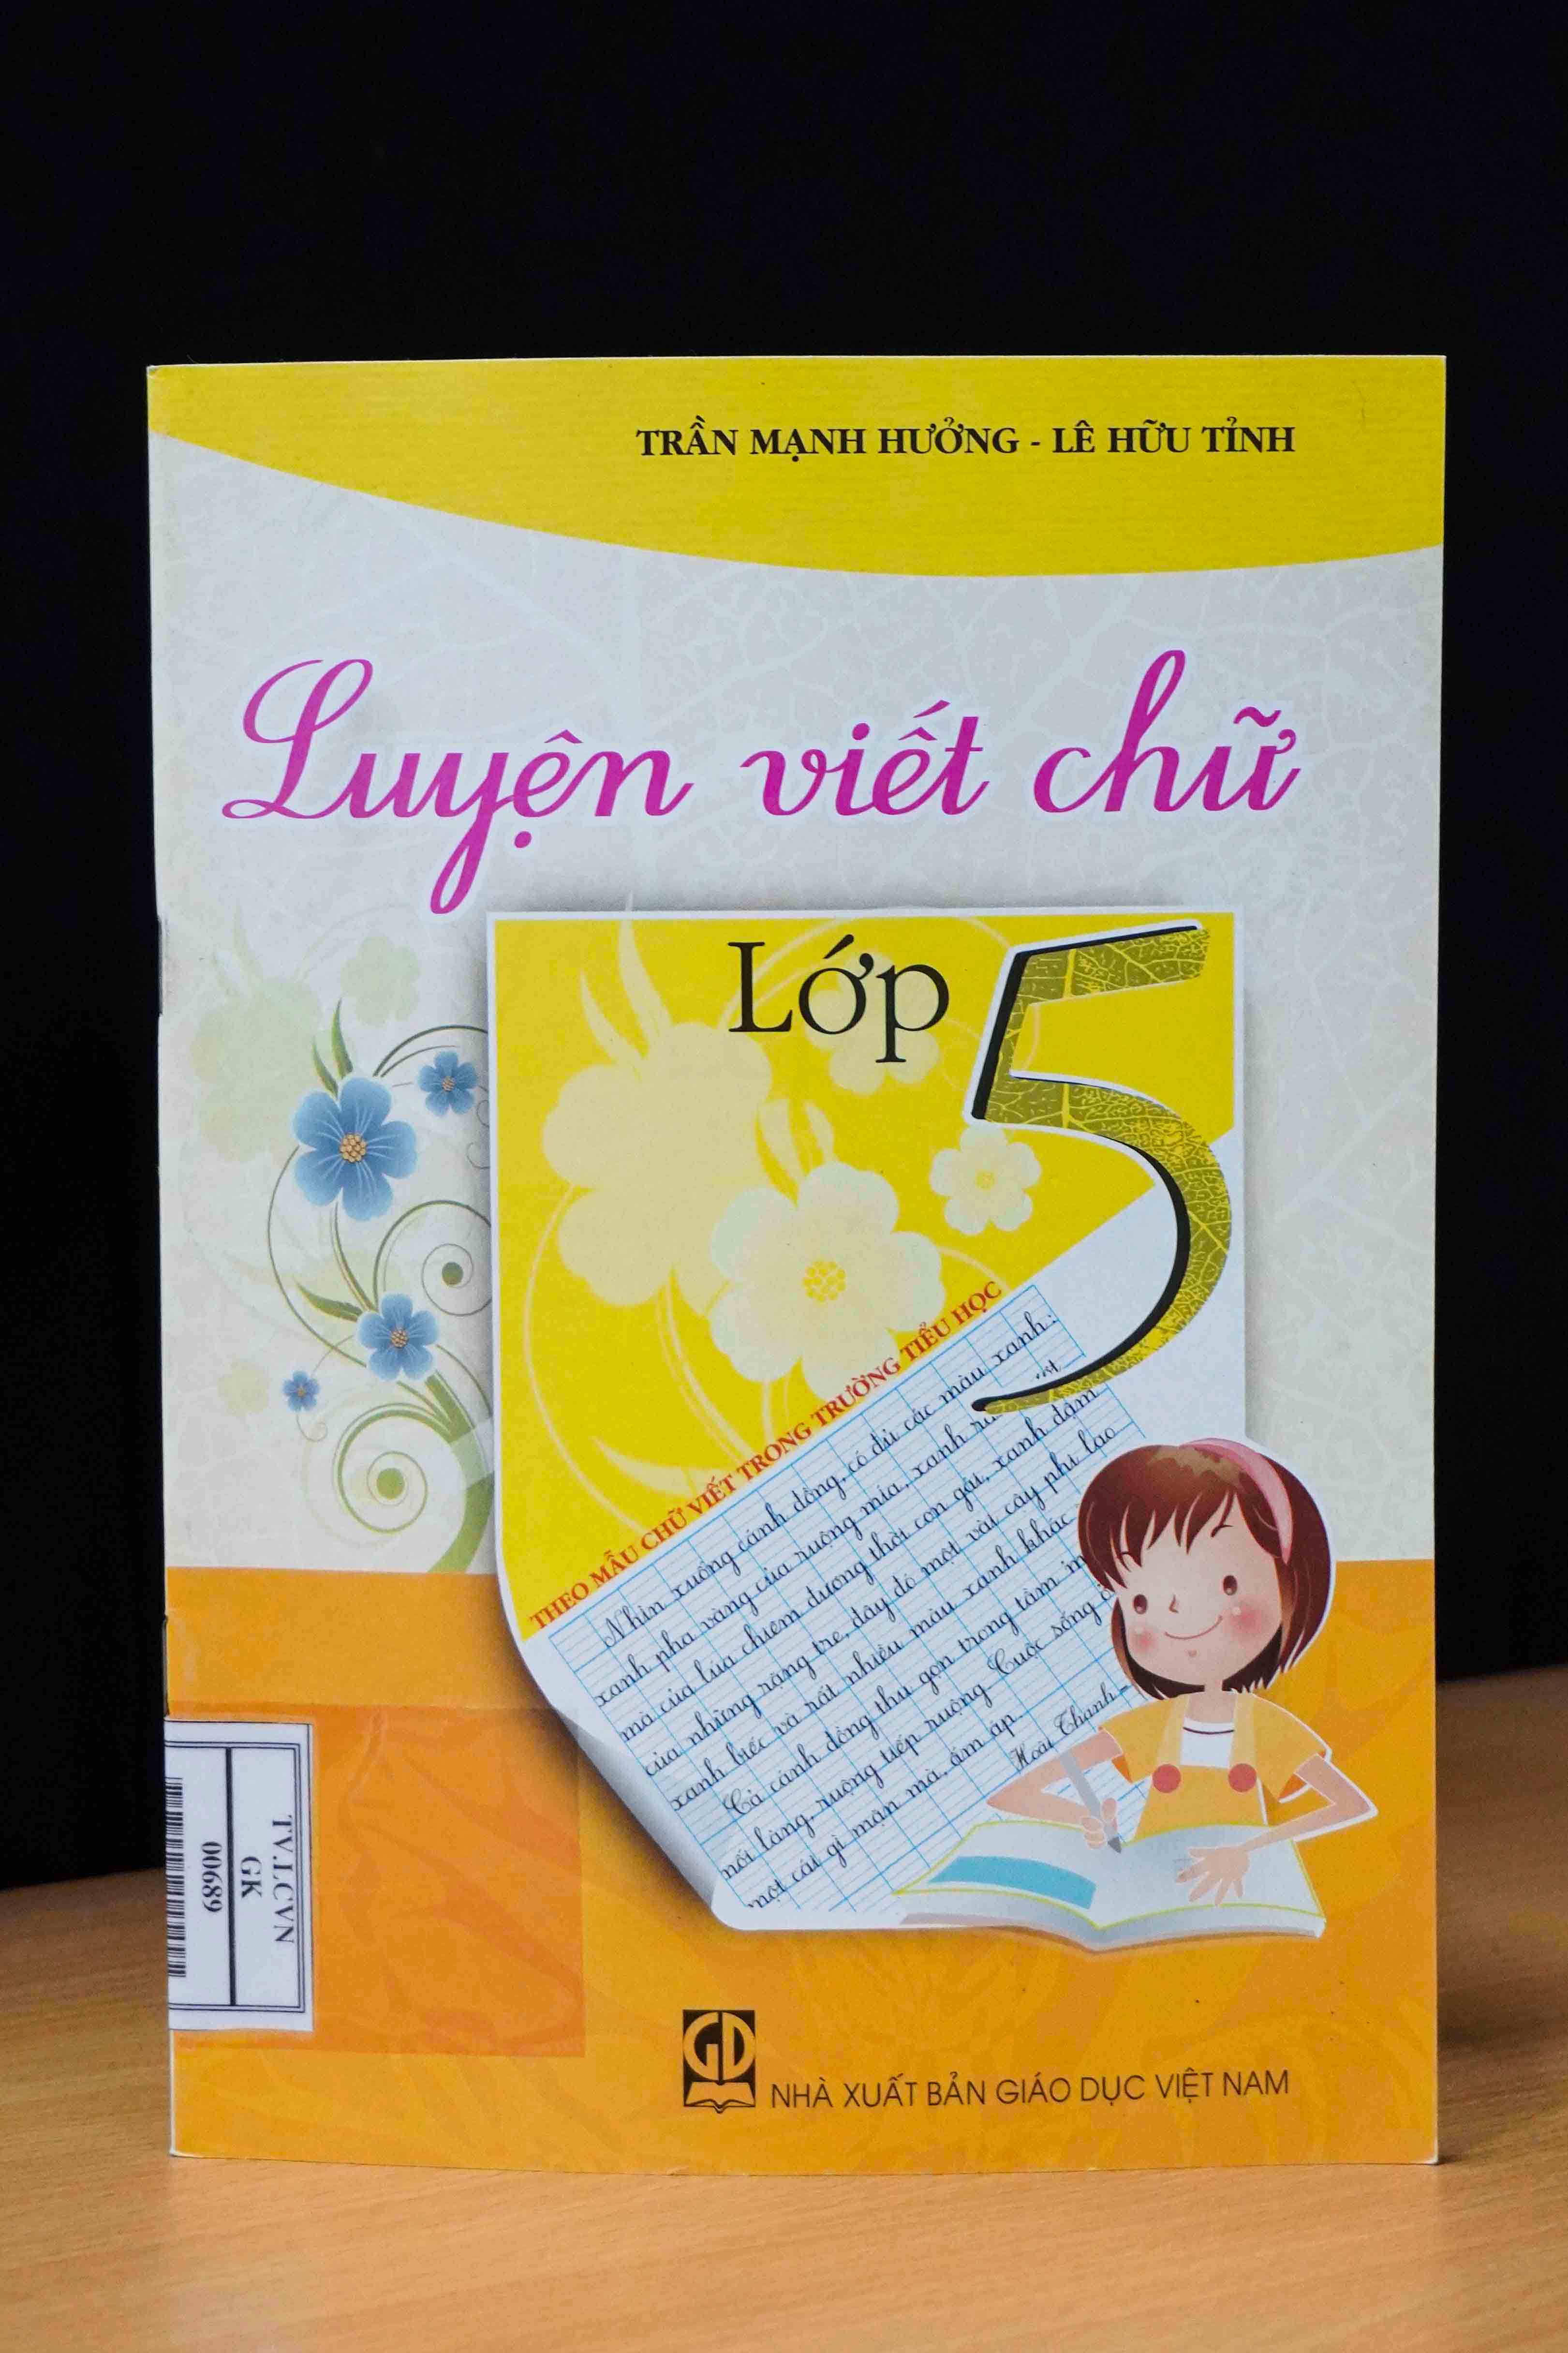 TRẦN MẠNH HƯỞNG - LÊ HỮU TỈNH
Luyện viết chữ
Lớp 5
THEO MẪU CHỮ VIẾT TRONG TRƯỜNG TIỂU HỌC
Nhìn xuống cánh đồng, có đủ các màu xanh:
xanh pha vàng của ruộng mía, xanh rất
mà của lúa chiêm đương thời con gái, xanh đậm
của những rặng tre, đây đó một vài cây phi lao
xanh biếc và rất nhiều màu xanh khác
Cả cánh đồng thu gọn trong tầm
nối làng, ruộng tiếp ruộng. Cuộc sống
một cái gì mặn mà, ấm áp.
Hoài Thanh -
TV.LCVN
GK
00689
GD
NHÀ XUẤT BẢN GIÁO DỤC VIỆT NAM